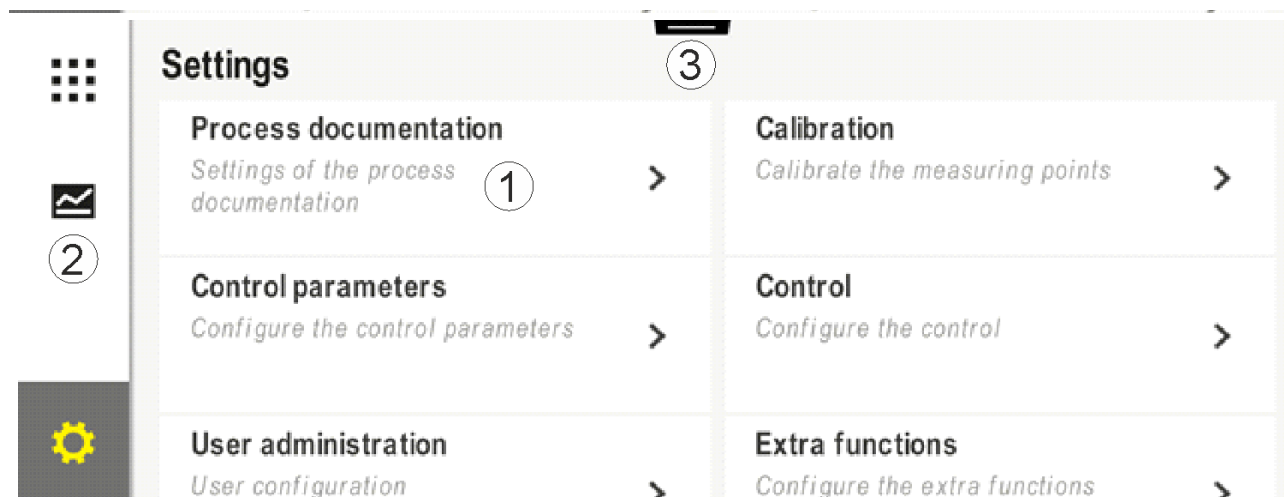 Settings
3
Process documentation
Settings of the process
documentation
1
Calibration
Calibrate the measuring points
2
Control parameters
Configure the control parameters
Control
Configure the control
User administration
User configuration
Extra functions
Configure the extra functions